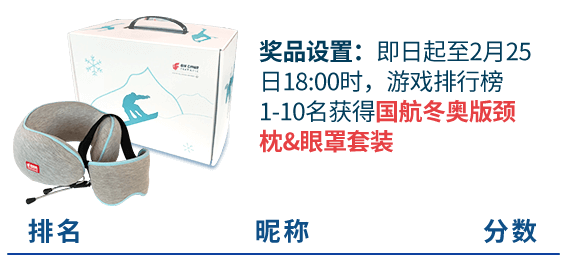 奖品设置：即日起至2月25
日18:00时，游戏排行榜
1-10名获得国航冬奥版颈
枕&眼罩套装
排名 昵称 分数